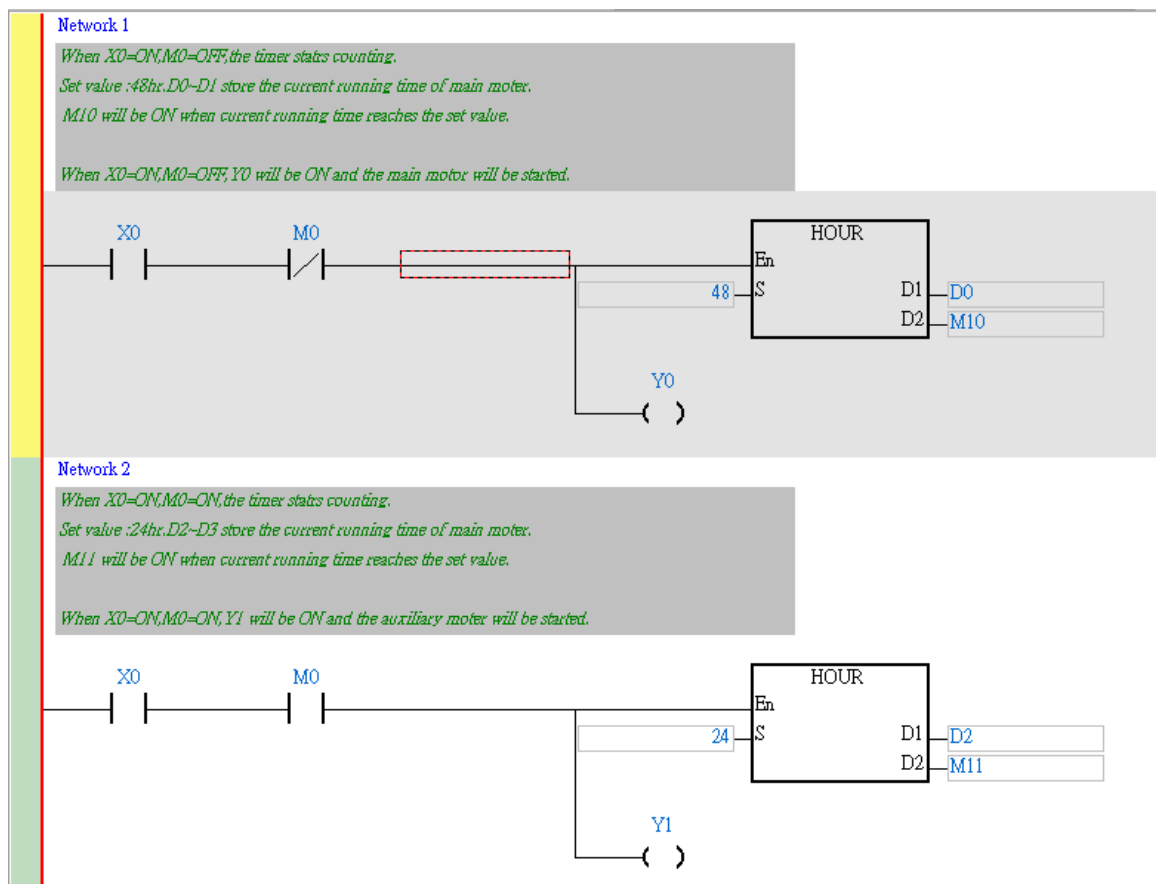 Network 1
When X0=ON,M0=OFF,the timer statrs counting.
Set value :48hr.D0~D1 store the current running time of main moter.
M10 will be ON when current running time reaches the set value.
When X0=ON,M0=OFF,Y0 will be ON and the main motor will be started.
X0 M0 HOUR
En
48 S D1 D0
D2 M10
Y0
Network 2
When X0=ON,M0=ON,the timer statrs counting.
Set value :24hr.D2~D3 store the current running time of main moter.
M11 will be ON when current running time reaches the set value.
When X0=ON,M0=ON,Y1 will be ON and the auxiliary moter will be started.
X0 M0 HOUR
En
24 S D1 D2
D2 M11
Y1